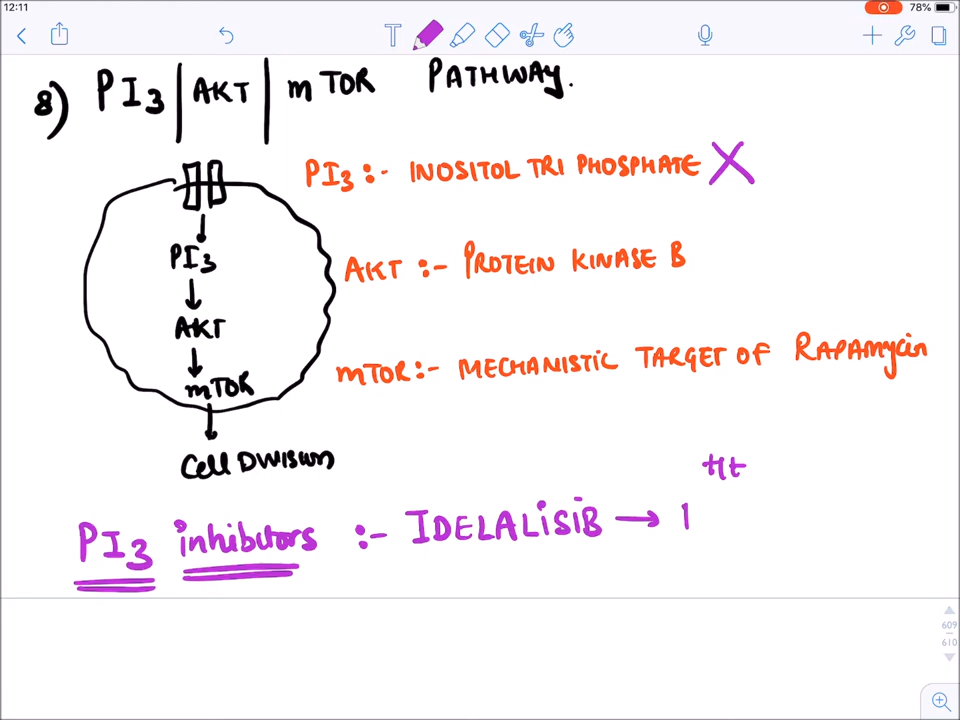 12:11
78%
T
8) PI3 | AKT | mTOR PATHWAY.
PI3 :- INOSITOL TRI PHOSPHATE X
PI3
AKT :- PROTEIN KINASE B
AKT
mTOR:- MECHANISTIC TARGET OF RAPAMYCIN
mTOR
Cell DIVISION
ttt
PI3 inhibitors :- IDELALISIB → I
609
610